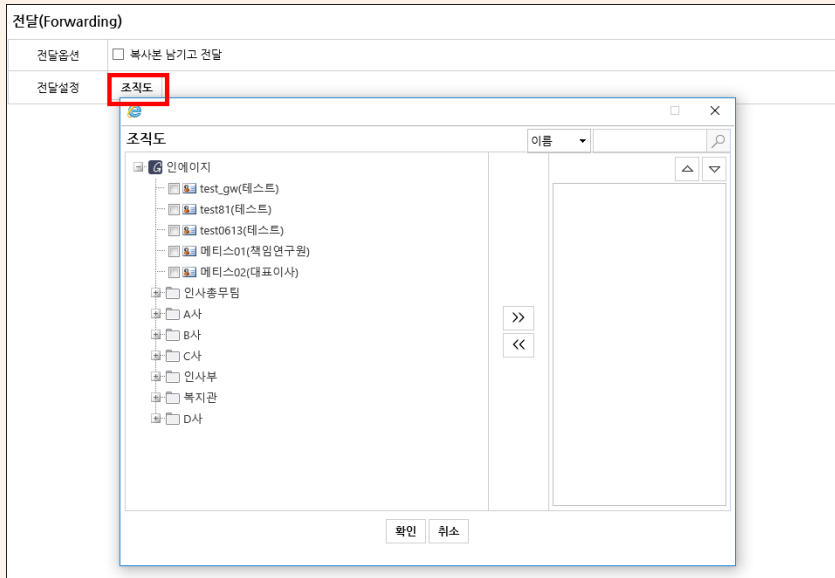 전달(Forwarding)
전달옵션 복사본 남기고 전달
전달설정 조직도
조직도 이름
인에이지
test_gw(테스트)
test81(테스트)
test0613(테스트)
메티스01(책임연구원)
메티스02(대표이사)
인사총무팀
A사
B사
C사
인사부
복지관
D사
확인 취소